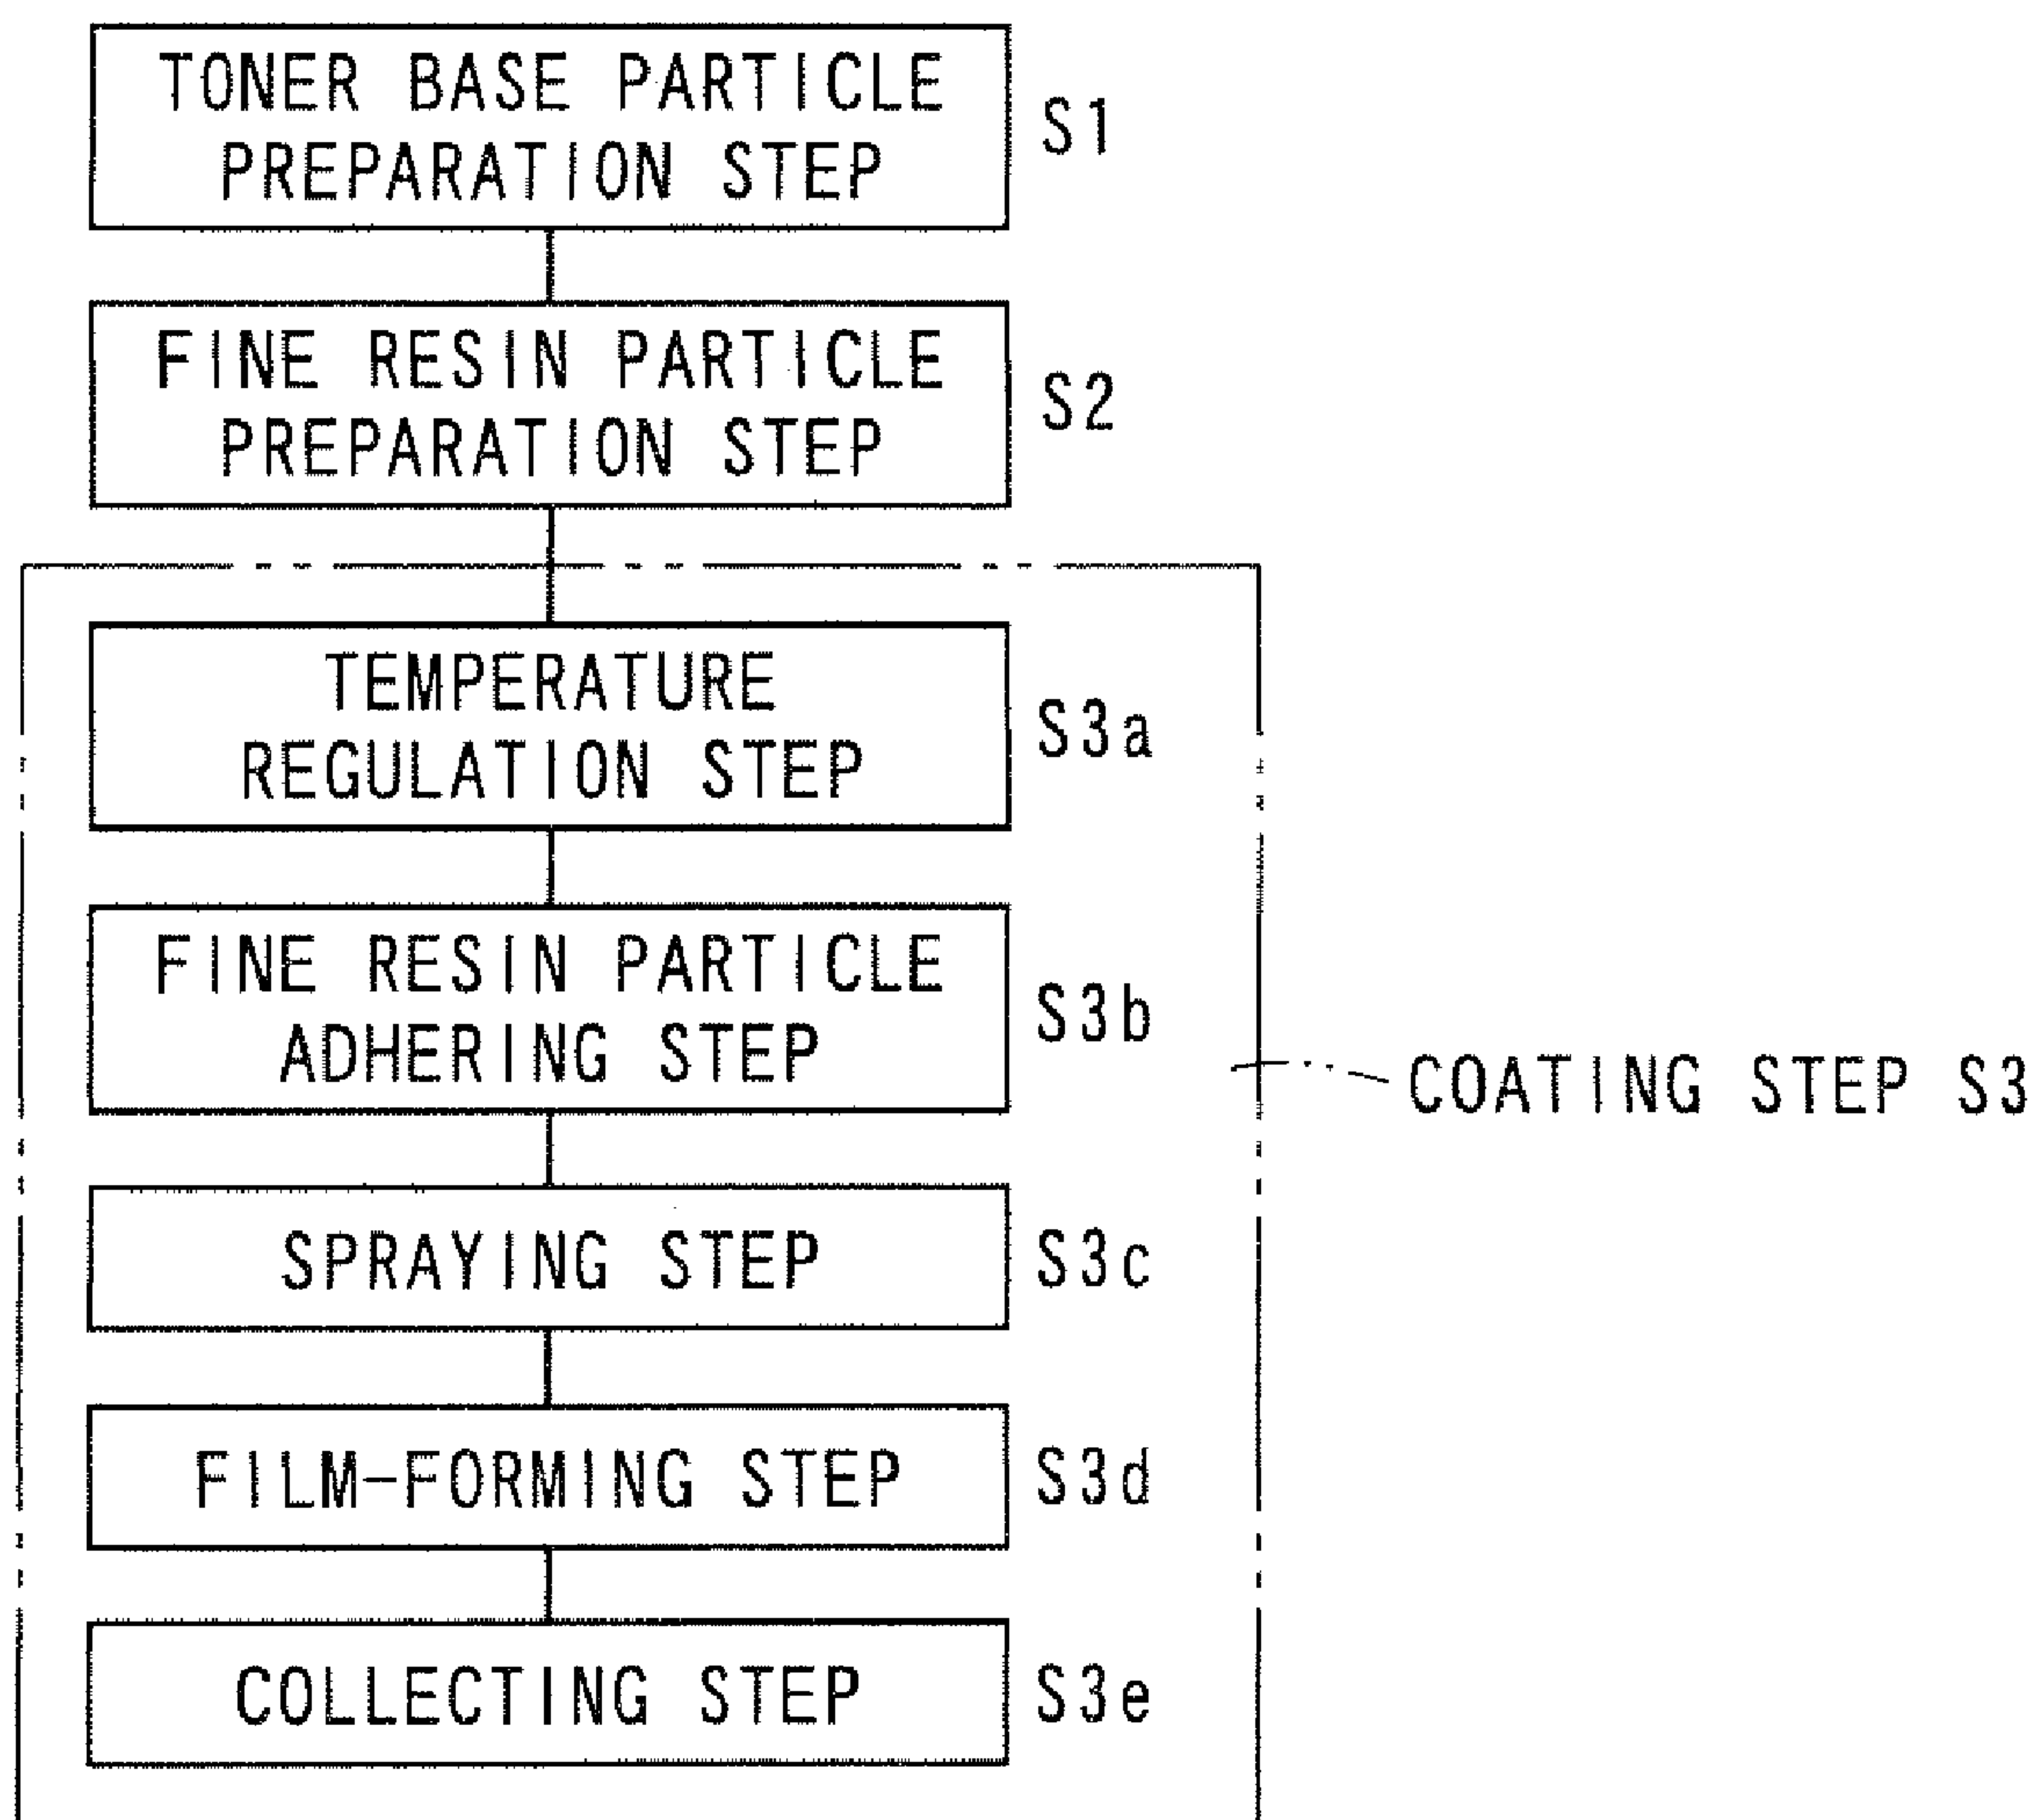 TONER BASE PARTICLE
PREPARATION STEP
S1
FINE RESIN PARTICLE
PREPARATION STEP
S2
TEMPERATURE
REGULATION STEP
S3a
FINE RESIN PARTICLE
ADHERING STEP
S3b
COATING STEP S3
SPRAYING STEP
S3c
FILM-FORMING STEP
S3d
COLLECTING STEP
S3e